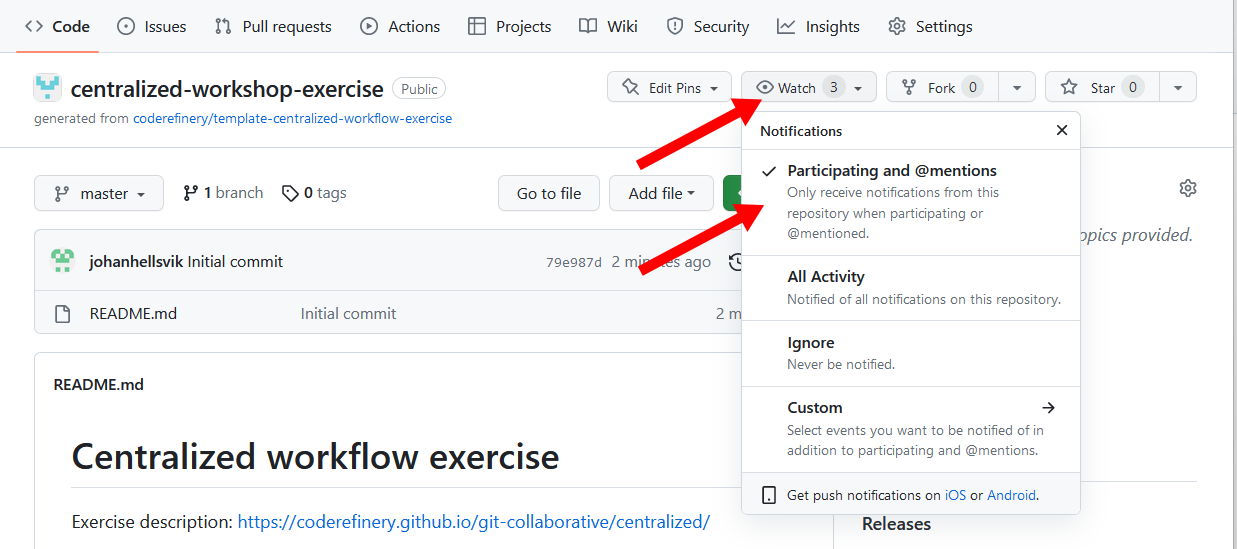 Code Issues Pull requests Actions Projects Wiki Security Insights Settings
centralized-workshop-exercise Public Edit Pins Watch 3 Fork 0 Star 0
generated from coderefinery/template-centralized-workflow-exercise
Notifications
Participating and @mentions
Only receive notifications from this
repository when participating or
@mentioned.
All Activity
Notified of all notifications on this repository.
Ignore
Never be notified.
Custom
Select events you want to be notified of in
addition to participating and @mentions.
Get push notifications on iOS or Android.
master 1 branch 0 tags Go to file Add file
opics provided.
johanhellsvik Initial commit 79e987d 2 minutes ago
README.md Initial commit 2 m
README.md
Centralized workflow exercise
Exercise description: https://coderefinery.github.io/git-collaborative/centralized/
Releases